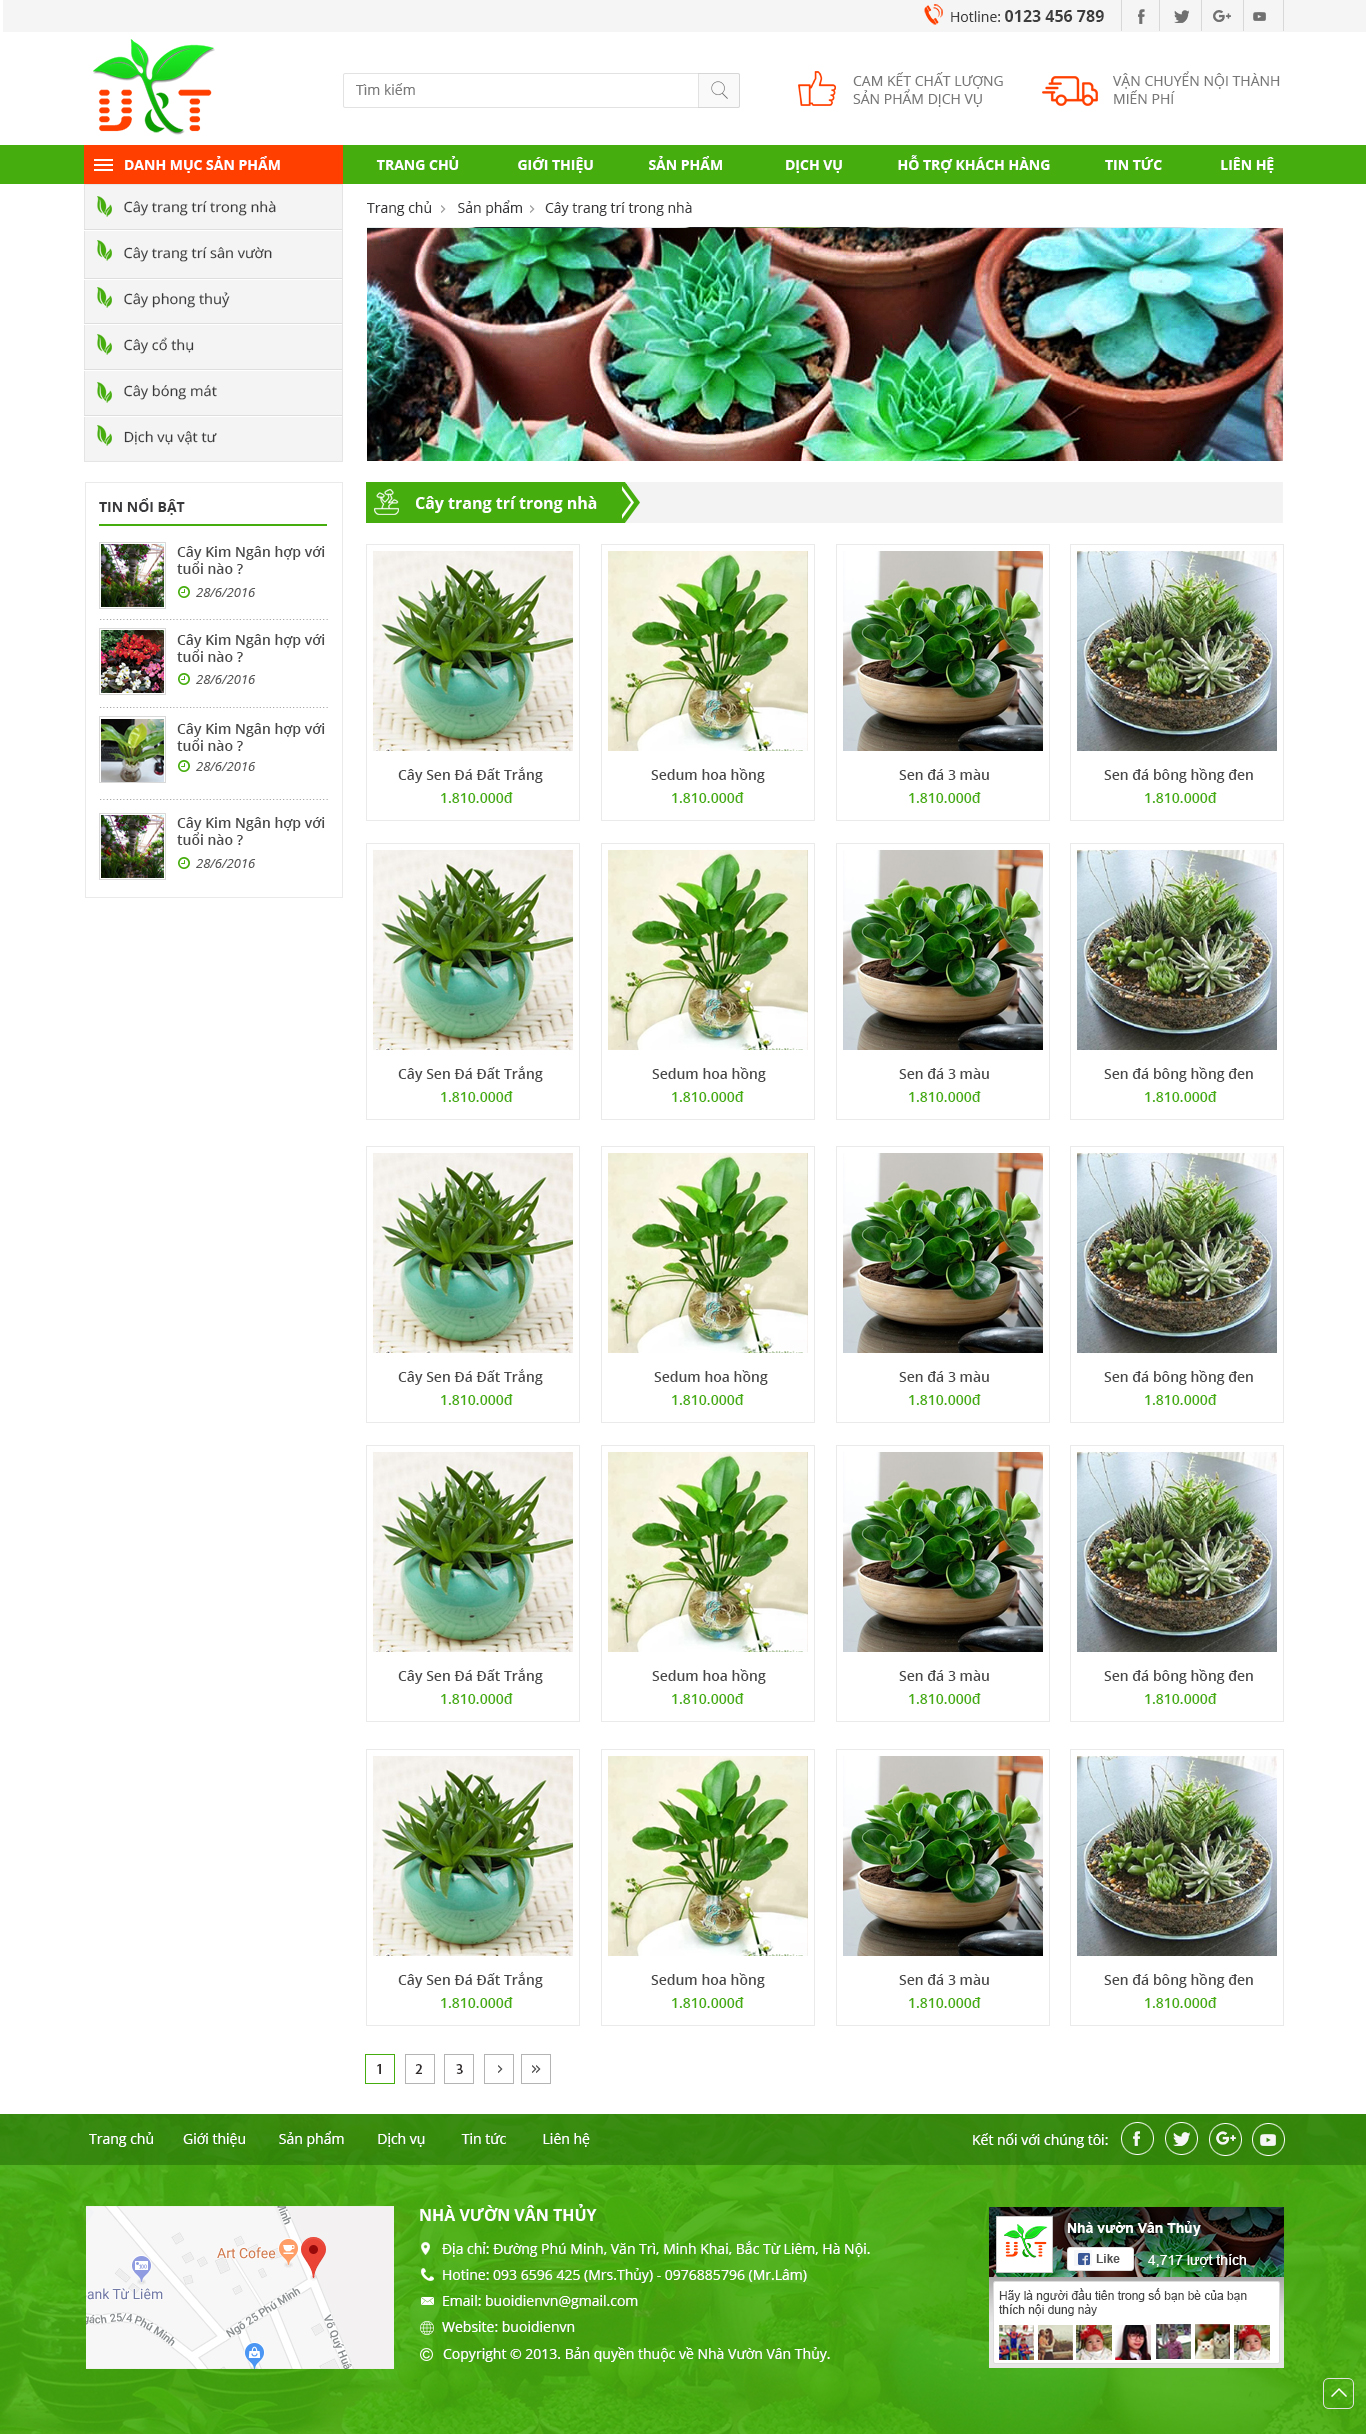 Hotline: 0123 456 789
U&T
Tìm kiếm
CAM KẾT CHẤT LƯỢNG
SẢN PHẨM DỊCH VỤ
VẬN CHUYỂN NỘI THÀNH
MIẾN PHÍ
DANH MỤC SẢN PHẨM
TRANG CHỦ GIỚI THIỆU SẢN PHẨM DỊCH VỤ HỖ TRỢ KHÁCH HÀNG TIN TỨC LIÊN HỆ
Cây trang trí trong nhà
Cây trang trí sân vườn
Cây phong thuỷ
Cây cổ thụ
Cây bóng mát
Dịch vụ vật tư
Trang chủ > Sản phẩm > Cây trang trí trong nhà
TIN NỔI BẬT
Cây Kim Ngân hợp với
tuổi nào ?
28/6/2016
Cây Kim Ngân hợp với
tuổi nào ?
28/6/2016
Cây Kim Ngân hợp với
tuổi nào ?
28/6/2016
Cây Kim Ngân hợp với
tuổi nào ?
28/6/2016
Cây trang trí trong nhà
Cây Sen Đá Đất Trắng Sedum hoa hồng Sen đá 3 màu Sen đá bông hồng đen
1.810.000đ 1.810.000đ 1.810.000đ 1.810.000đ
Cây Sen Đá Đất Trắng Sedum hoa hồng Sen đá 3 màu Sen đá bông hồng đen
1.810.000đ 1.810.000đ 1.810.000đ 1.810.000đ
Cây Sen Đá Đất Trắng Sedum hoa hồng Sen đá 3 màu Sen đá bông hồng đen
1.810.000đ 1.810.000đ 1.810.000đ 1.810.000đ
Cây Sen Đá Đất Trắng Sedum hoa hồng Sen đá 3 màu Sen đá bông hồng đen
1.810.000đ 1.810.000đ 1.810.000đ 1.810.000đ
Cây Sen Đá Đất Trắng Sedum hoa hồng Sen đá 3 màu Sen đá bông hồng đen
1.810.000đ 1.810.000đ 1.810.000đ 1.810.000đ
1 2 3 > »
Trang chủ Giới thiệu Sản phẩm Dịch vụ Tin tức Liên hệ
Kết nối với chúng tôi:
Minh
Art Cofee
ank Từ Liêm
gách 25/4 Phú Minh
Ngõ 25 Phú Minh
Võ Quý Huâ
NHÀ VƯỜN VÂN THỦY
Địa chỉ: Đường Phú Minh, Văn Trì, Minh Khai, Bắc Từ Liêm, Hà Nội.
Hotine: 093 6596 425 (Mrs.Thủy) - 0976885796 (Mr.Lâm)
Email: buoidienvn@gmail.com
Website: buoidienvn
© Copyright © 2013. Bản quyền thuộc về Nhà Vườn Vân Thủy.
U&T
Nhà vườn Vân Thủy
Like
4,717 lượt thích
Hãy là người đầu tiên trong số bạn bè của bạn
thích nội dung này